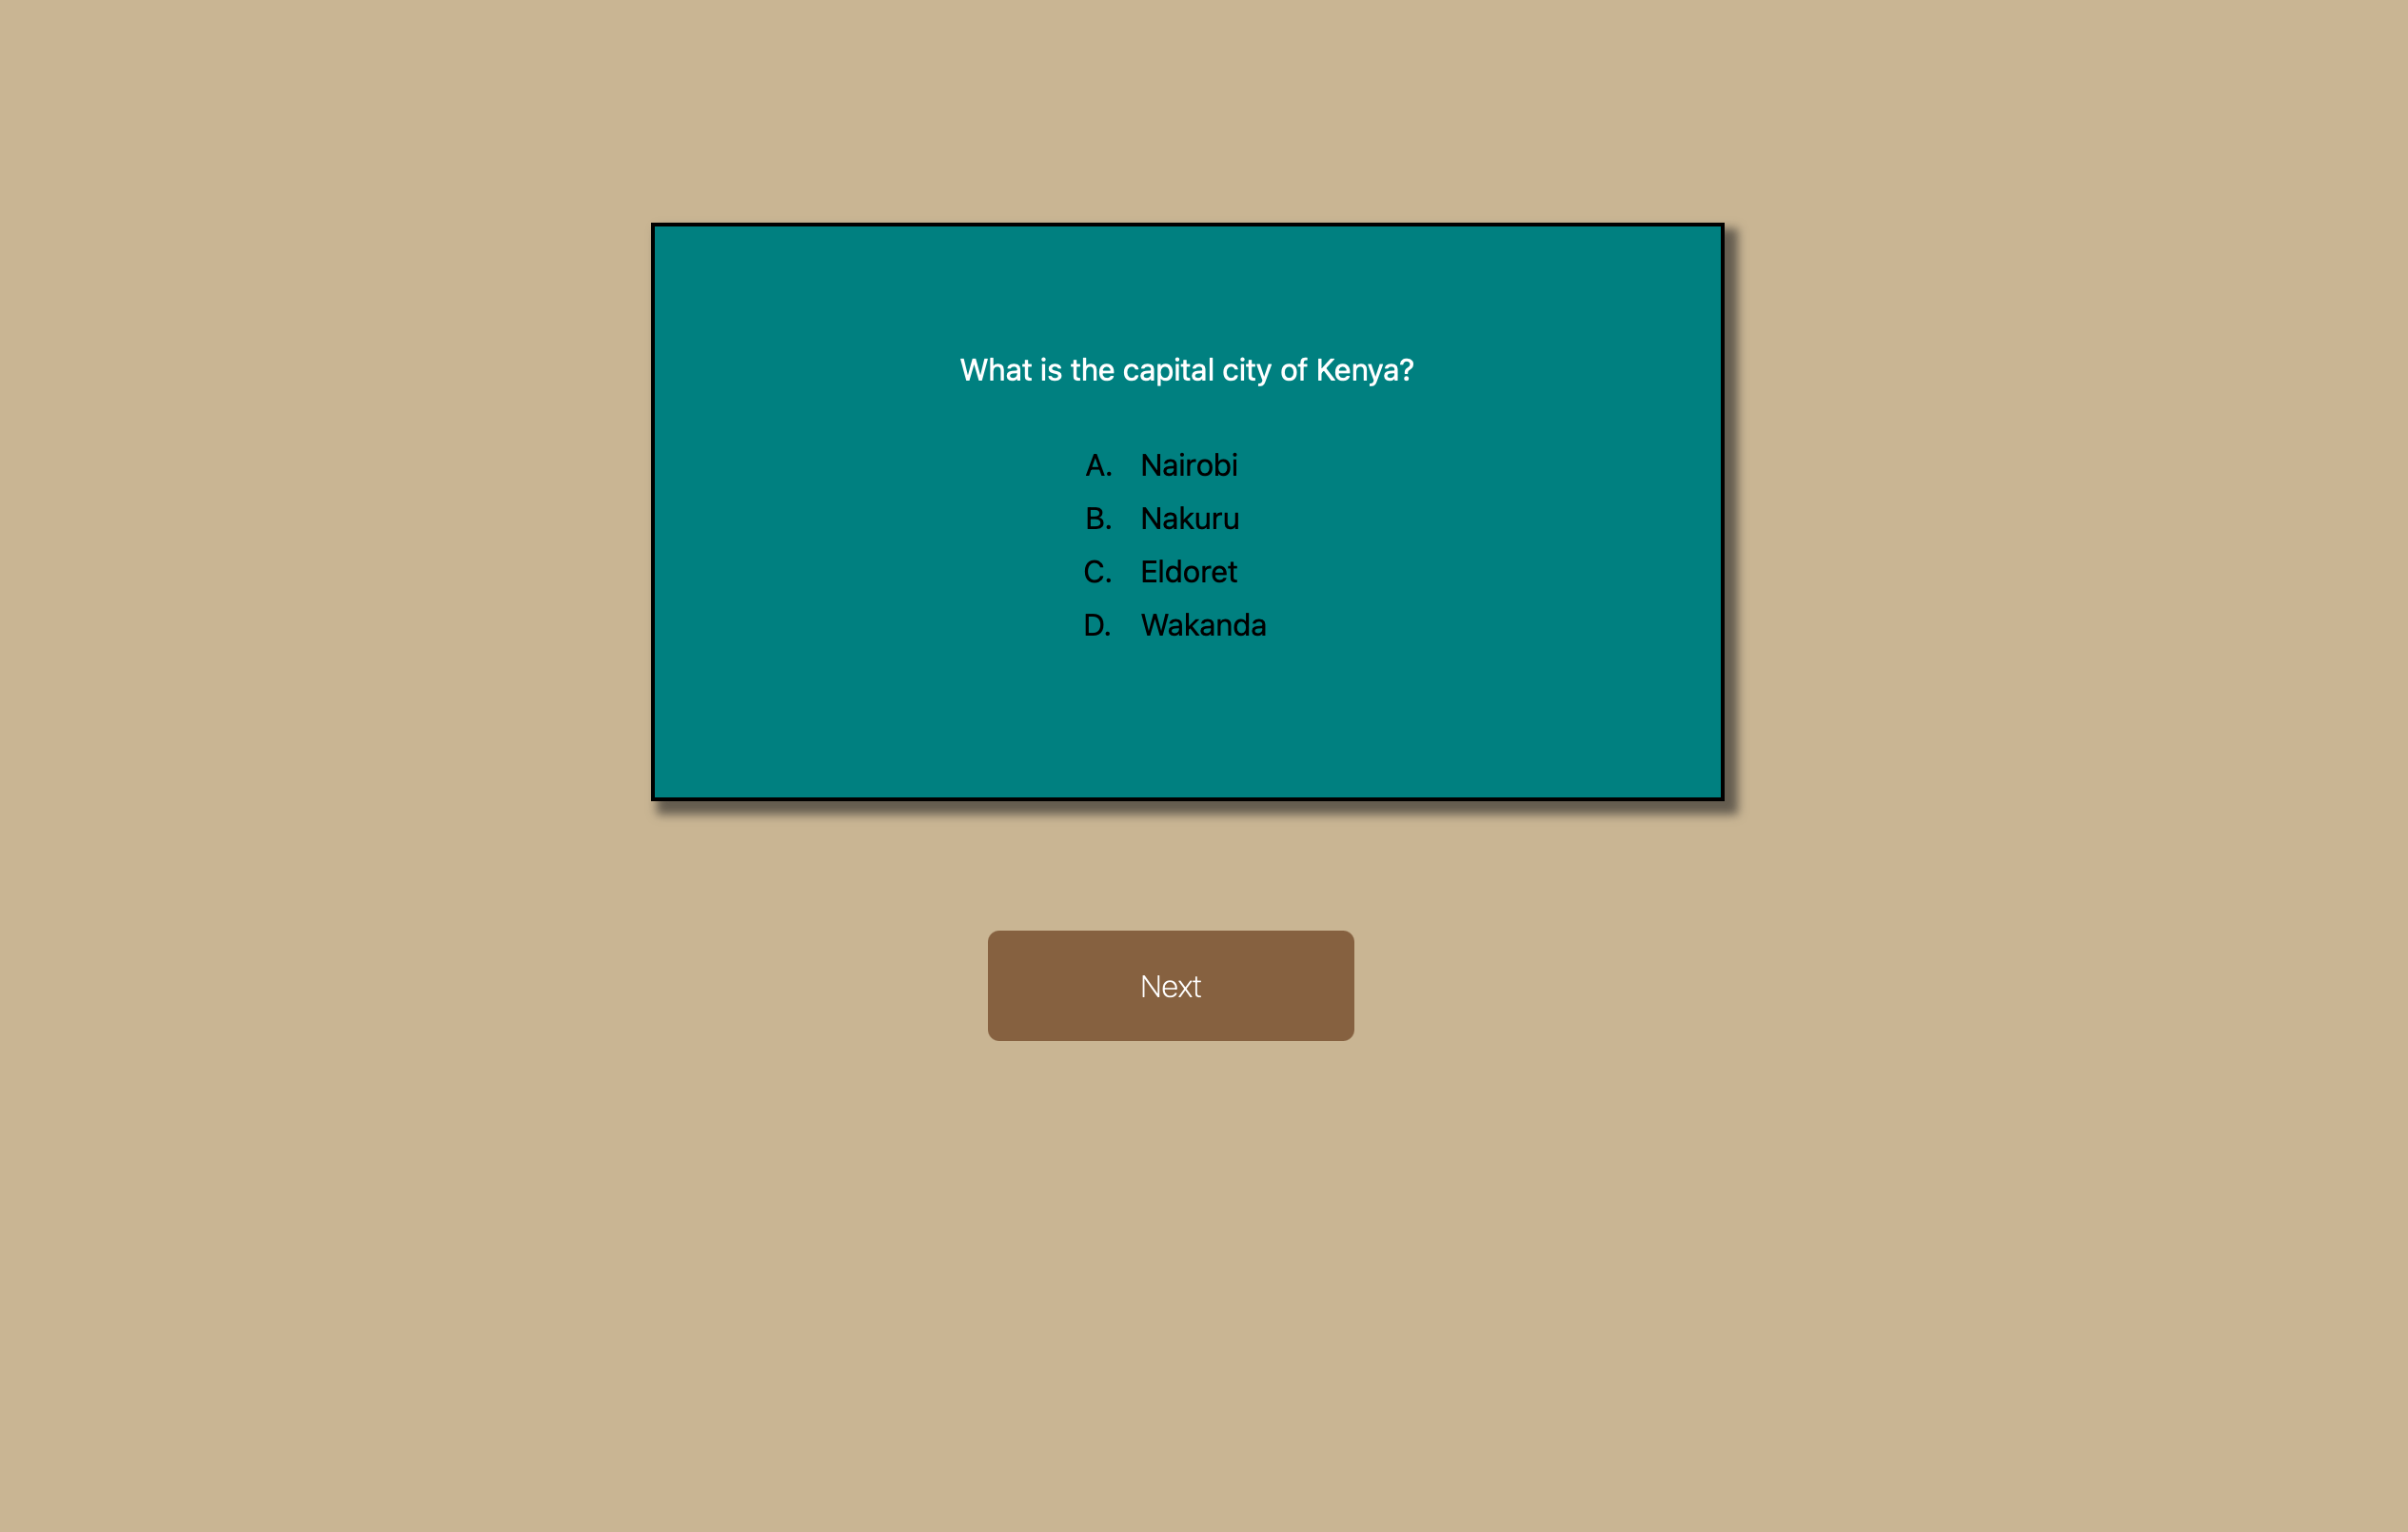 What is the capital city of Kenya?
A. Nairobi
B. Nakuru
C. Eldoret
D. Wakanda
Next